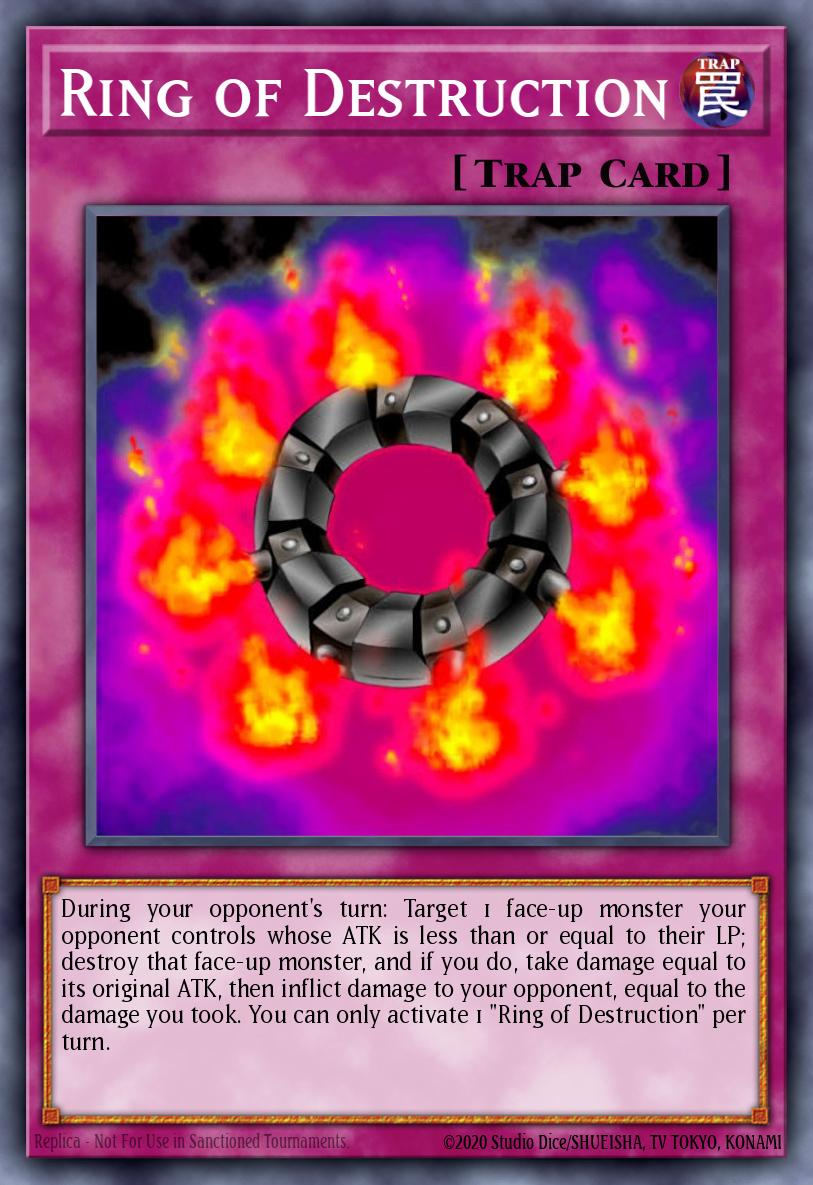 Ring of Destruction
TRAP
罠
[Trap Card]
During your opponent's turn: Target 1 face-up monster your
opponent controls whose ATK is less than or equal to their LP;
destroy that face-up monster, and if you do, take damage equal to
its original ATK, then inflict damage to your opponent, equal to the
damage you took. You can only activate 1 "Ring of Destruction" per
turn.
Replica - Not For Use in Sanctioned Tournaments.
©2020 Studio Dice/SHUEISHA, TV TOKYO, KONAMI